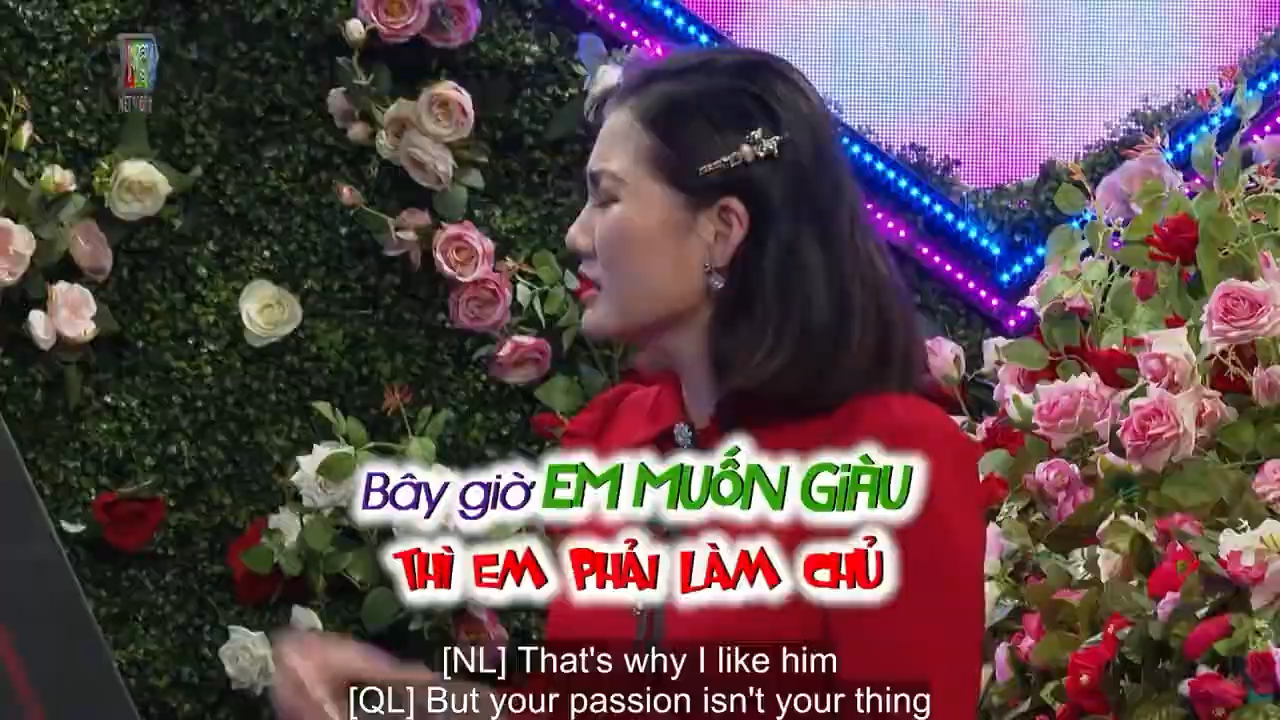 Bây giờ EM MUỐN GiÀU
THÌ EM PHẢI LÀM CHỦ
[NL] That's why I like him
[QL] But your passion isn't your thing